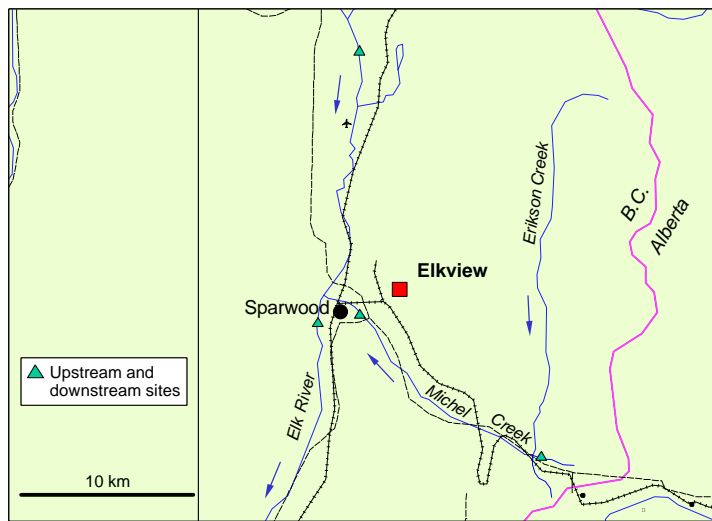 Erikson Creek
B.C.
Alberta
Elkview
Sparwood
Elk River
Michel
Creek
Upstream and
downstream sites
10 km